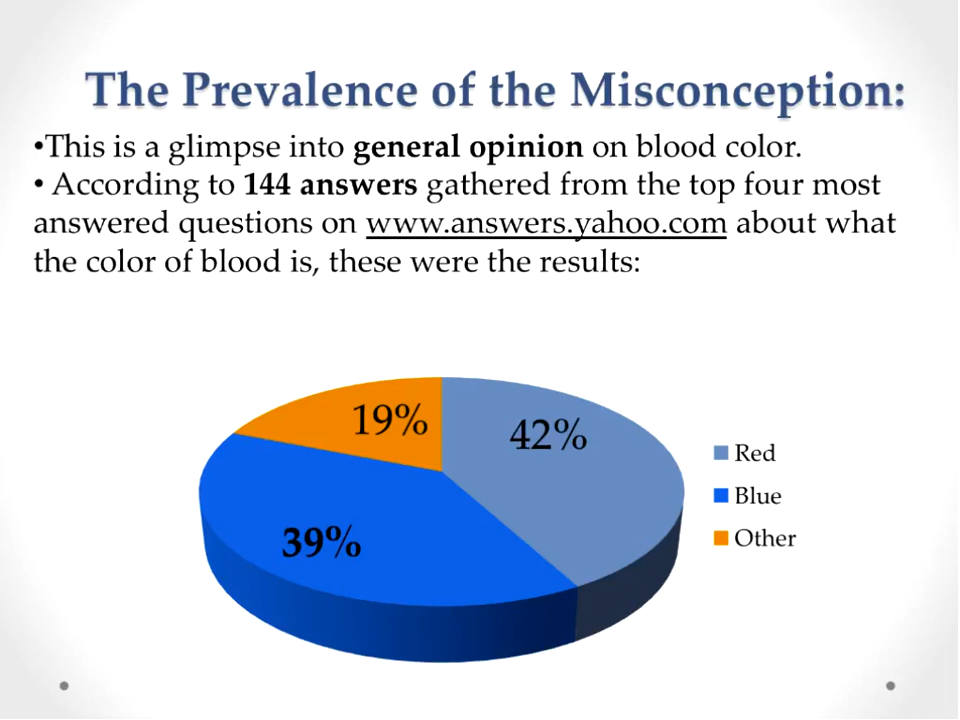 The Prevalence of the Misconception:
•This is a glimpse into general opinion on blood color.
• According to 144 answers gathered from the top four most
answered questions on www.answers.yahoo.com about what
the color of blood is, these were the results:
19%
42%
39%
Red
Blue
Other